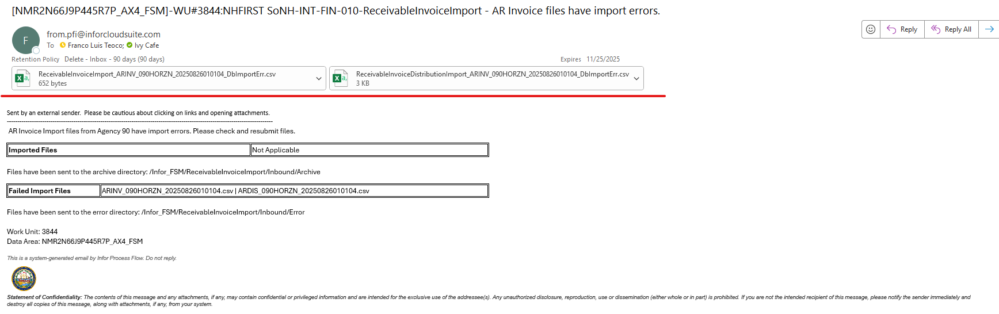 [NMR2N66J9P445R7P_AX4_FSM]-WU#3844:NHFIRST SoNH-INT-FIN-010-ReceivableInvoiceImport - AR Invoice files have import errors.
F
from.pfi@inforcloudsuite.com
To Franco Luis Teoco; Ivy Cafe
Reply
Reply All
Retention Policy Delete - Inbox - 90 days (90 days)
Expires 11/25/2025
ReceivableInvoiceImport_ARINV_090HORZN_20250826010104_DbImportErr.csv
652 bytes
ReceivableInvoiceDistributionImport_ARINV_090HORZN_20250826010104_DbImportErr.csv
3 KB
Sent by an external sender.  Please be cautious about clicking on links and opening attachments.
AR Invoice Import files from Agency 90 have import errors. Please check and resubmit files.
Imported Files Not Applicable
Files have been sent to the archive directory: /Infor_FSM/ReceivableInvoiceImport/Inbound/Archive
Failed Import Files ARINV_090HORZN_20250826010104.csv | ARDIS_090HORZN_20250826010104.csv
Files have been sent to the error directory: /Infor_FSM/ReceivableInvoiceImport/Inbound/Error
Work Unit: 3844
Data Area: NMR2N66J9P445R7P_AX4_FSM
This is a system-generated email by Infor Process Flow. Do not reply.
Statement of Confidentiality: The contents of this message and any attachments, if any, may contain confidential or privileged information and are intended for the exclusive use of the addressee(s). Any unauthorized disclosure, reproduction, use or dissemination (either whole or in part) is prohibited. If you are not the intended recipient of this message, please notify the sender immediately and
destroy all copies of this message, along with attachments, if any, from your system.